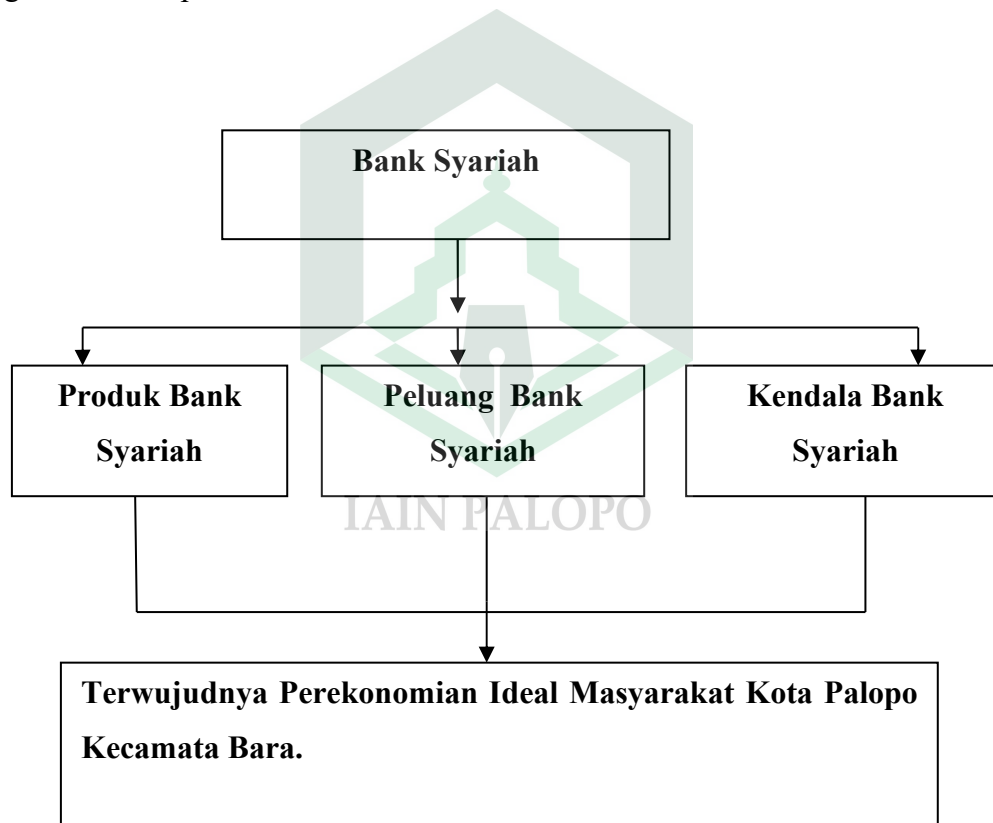 Bank Syariah
Produk Bank
Syariah
Peluang Bank
Syariah
Kendala Bank
Syariah
IAIN PALOPO
Terwujudnya Perekonomian Ideal Masyarakat Kota Palopo
Kecamata Bara.